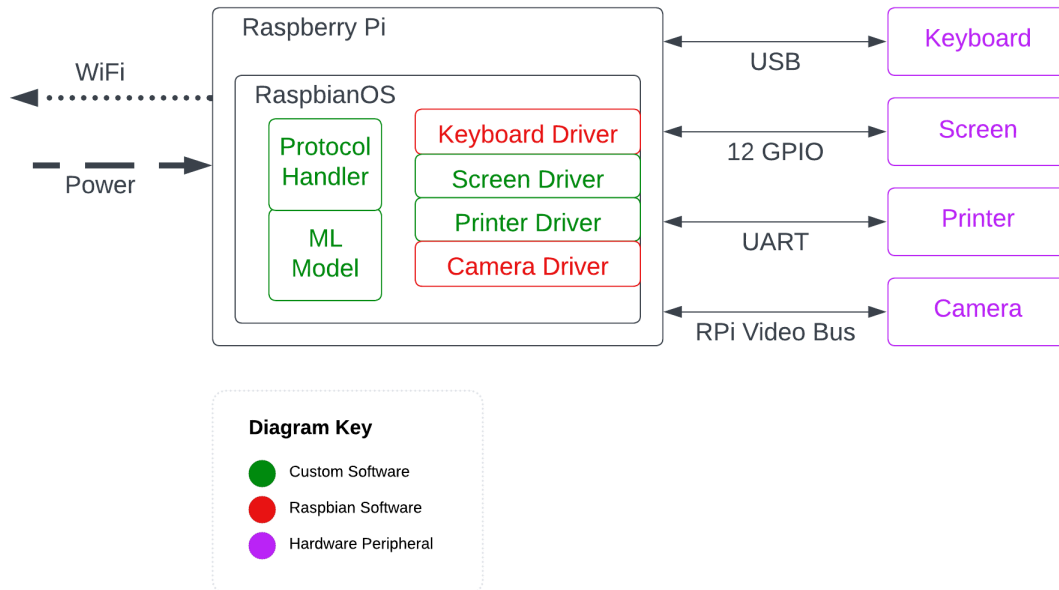 Raspberry Pi
WiFi
Power
RaspbianOS
Protocol
Handler
ML
Model
Keyboard Driver
Screen Driver
Printer Driver
Camera Driver
USB
12 GPIO
UART
RPi Video Bus
Keyboard
Screen
Printer
Camera
Diagram Key
Custom Software
Raspbian Software
Hardware Peripheral